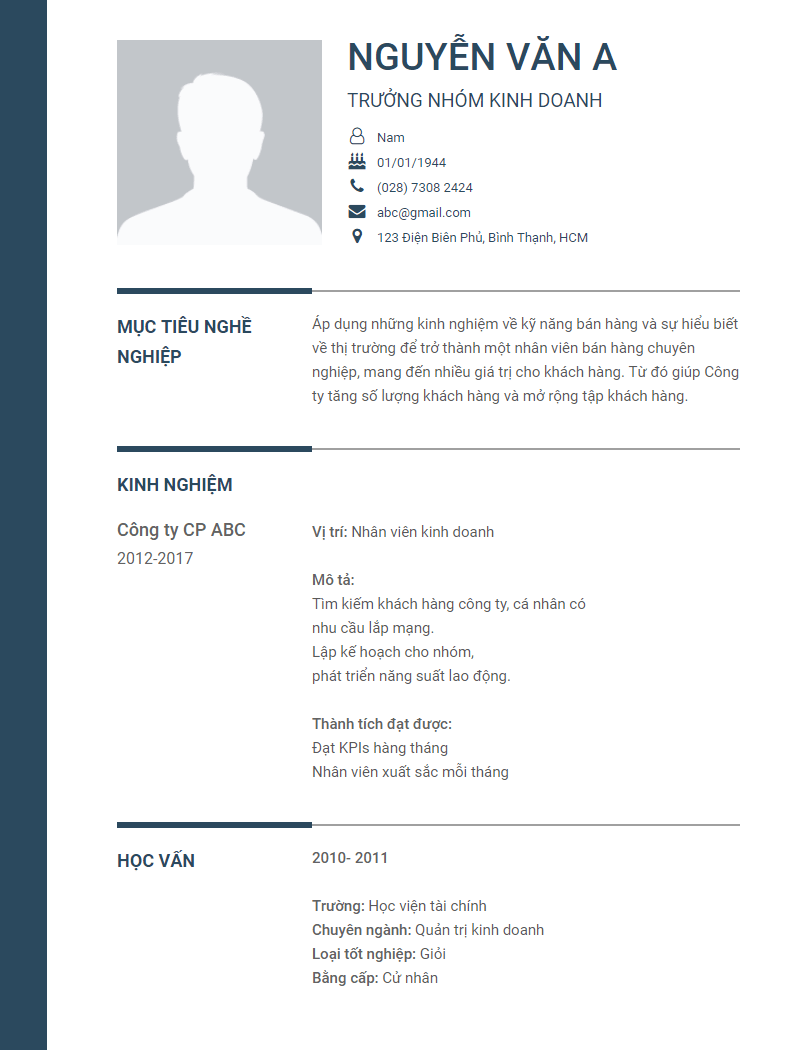 NGUYỄN VĂN A
TRƯỞNG NHÓM KINH DOANH
Nam
01/01/1944
(028) 7308 2424
abc@gmail.com
123 Điện Biên Phủ, Bình Thạnh, HCM
MỤC TIÊU NGHỀ
NGHIỆP
Áp dụng những kinh nghiệm về kỹ năng bán hàng và sự hiểu biết
về thị trường để trở thành một nhân viên bán hàng chuyên
nghiệp, mang đến nhiều giá trị cho khách hàng. Từ đó giúp Công
ty tăng số lượng khách hàng và mở rộng tập khách hàng.
KINH NGHIỆM
Công ty CP ABC
2012-2017
Vị trí: Nhân viên kinh doanh
Mô tả:
Tìm kiếm khách hàng công ty, cá nhân có
nhu cầu lắp mạng.
Lập kế hoạch cho nhóm,
phát triển năng suất lao động.
Thành tích đạt được:
Đạt KPIs hàng tháng
Nhân viên xuất sắc mỗi tháng
HỌC VẤN
2010- 2011
Trường: Học viện tài chính
Chuyên ngành: Quản trị kinh doanh
Loại tốt nghiệp: Giỏi
Bằng cấp: Cử nhân